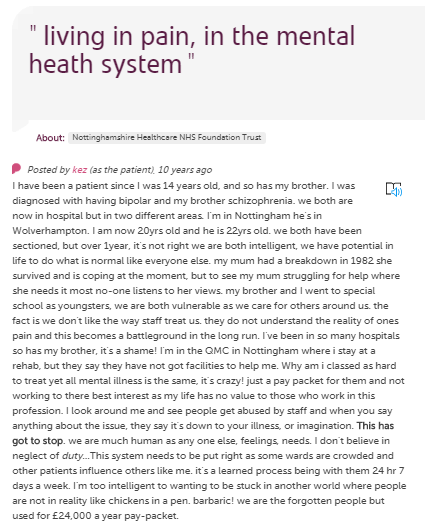 " living in pain, in the mental
heath system "
About: Nottinghamshire Healthcare NHS Foundation Trust
Posted by kez (as the patient), 10 years ago
I have been a patient since I was 14 years old, and so has my brother. I was
diagnosed with having bipolar and my brother schizophrenia. we both are
now in hospital but in two different areas. I'm in Nottingham he's in
Wolverhampton. I am now 20yrs old and he is 22yrs old. we both have been
sectioned, but over 1year, it's not right we are both intelligent, we have potential in
life to do what is normal like everyone else. my mum had a breakdown in 1982 she
survived and is coping at the moment, but to see my mum struggling for help where
she needs it most no-one listens to her views. my brother and I went to special
school as youngsters, we are both vulnerable as we care for others around us. the
fact is we don't like the way staff treat us. they do not understand the reality of ones
pain and this becomes a battleground in the long run. I've been in so many hospitals
so has my brother, it's a shame! I'm in the QMC in Nottingham where i stay at a
rehab, but they say they have not got facilities to help me. Why am i classed as hard
to treat yet all mental illness is the same, it's crazy! just a pay packet for them and not
working to there best interest as my life has no value to those who work in this
profession. I look around me and see people get abused by staff and when you say
anything about the issue, they say it's down to your illness, or imagination. This has
got to stop. we are much human as any one else, feelings, needs. I don't believe in
neglect of duty...This system needs to be put right as some wards are crowded and
other patients influence others like me. it's a learned process being with them 24 hr 7
days a week. I'm too intelligent to wanting to be stuck in another world where people
are not in reality like chickens in a pen. barbaric! we are the forgotten people but
used for £24,000 a year pay-packet.